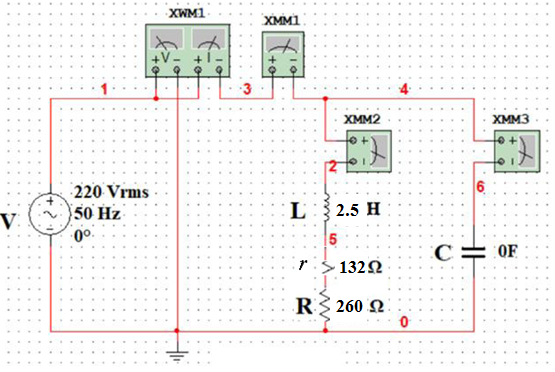 XWM1
XMM1
V
I
1
3
4
XMM2
XMM3
2
6
220 Vrms
50 Hz
0°
V
L
2.5 H
5
r
132Ω
R
260 Ω
C
0F
0